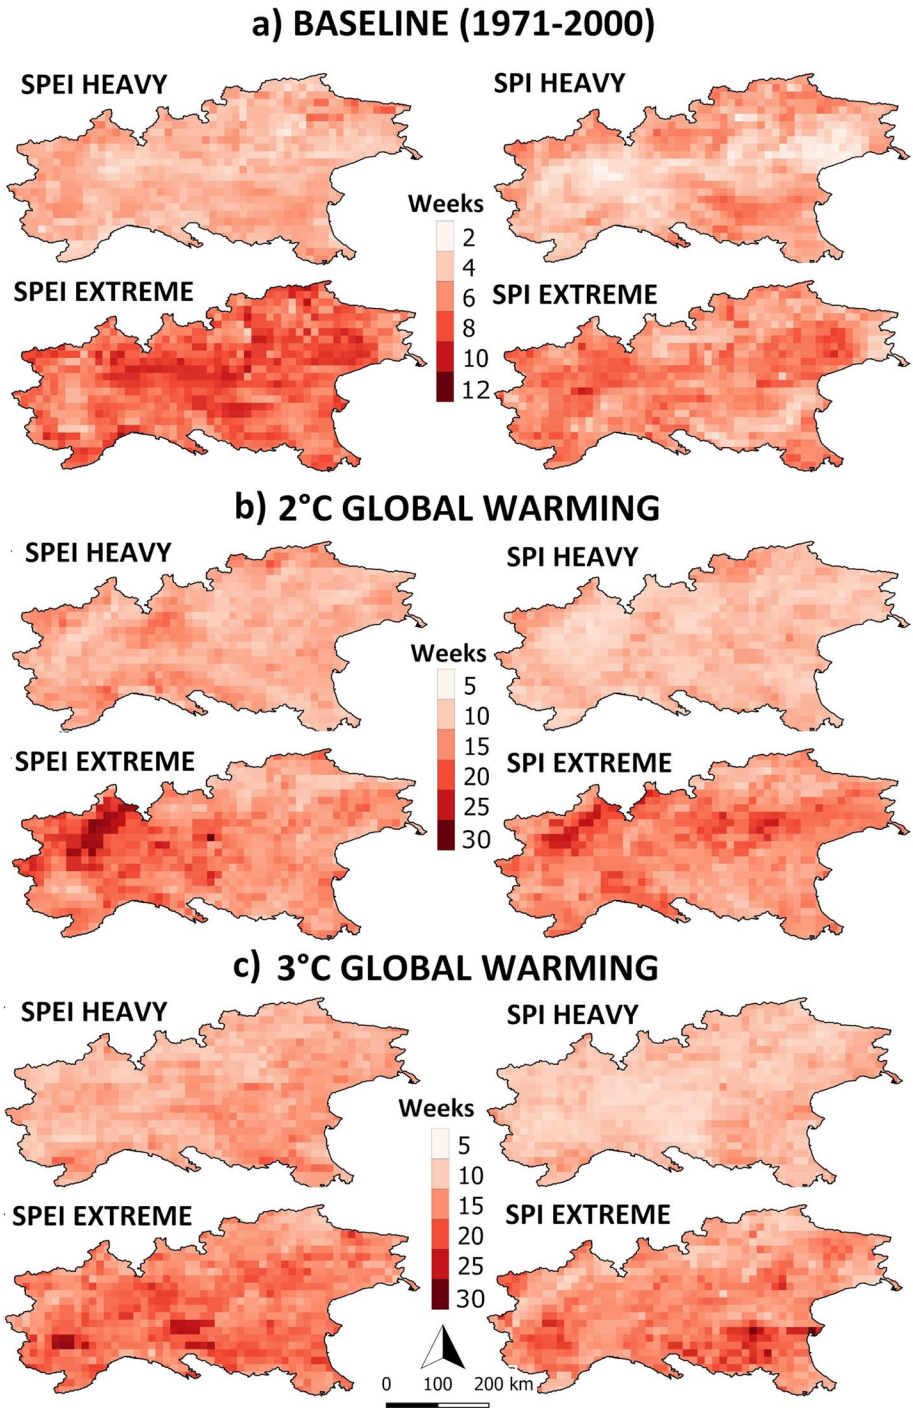 a) BASELINE (1971-2000)
SPEI HEAVY
SPI HEAVY
Weeks
2
4
6
8
10
12
SPEI EXTREME
SPI EXTREME
b) 2°C GLOBAL WARMING
SPEI HEAVY
SPI HEAVY
Weeks
5
10
15
20
25
30
SPEI EXTREME
SPI EXTREME
c) 3°C GLOBAL WARMING
SPEI HEAVY
SPI HEAVY
Weeks
5
10
15
20
25
30
SPEI EXTREME
SPI EXTREME
0 100 200 km